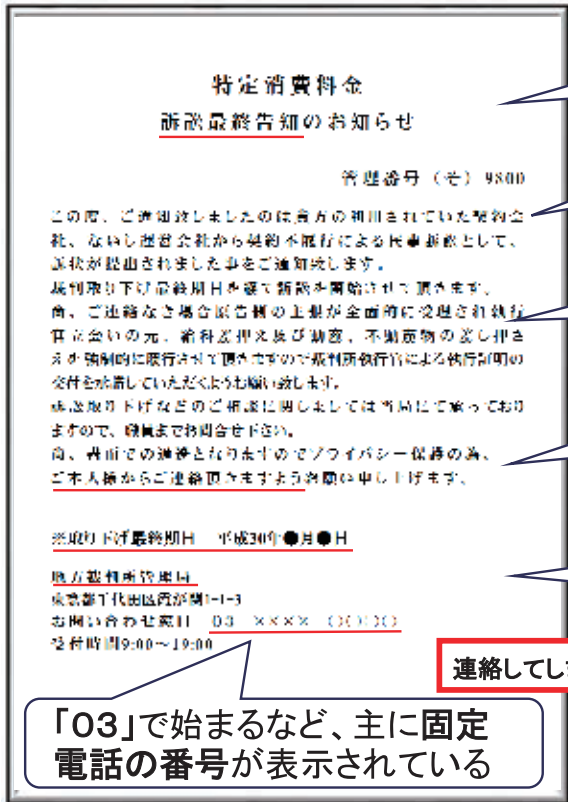 特定消費料金
訴訟最終告知のお知らせ
管理番号（そ）9800
この度、ご通知致しましたのは貴方の利用されていた契約会
社、ないし運営会社から契約不履行による民事訴訟として、
訴状が提出されました事をご通知致します。
裁判取り下げ最終期日を経て訴訟を開始させて頂きます。
尚、ご連絡なき場合原告側の主張が全面的に受理され執行
官立会いの元、給料差押え及び動産、不動産物の差し押さ
えを強制的に履行させて頂きますので裁判所執行官による執行証明の
交付を承諾していただくようお願い致します。
訴訟取り下げなどのご相談に関しましては当局にて承っており
ますので、職員までお問合せ下さい。
尚、書面での通達となりますのでプライバシー保護の為、
ご本人様からご連絡頂きますようお願い申し上げます。
※取り下げ最終期日　平成30年●月●日
地方裁判所管理局
東京都千代田区霞が関1-1-3
お問い合わせ窓口　03　××××　○○○○
受付時間9:00～19:00
連絡してしま
「03」で始まるなど、主に固定
電話の番号が表示されている